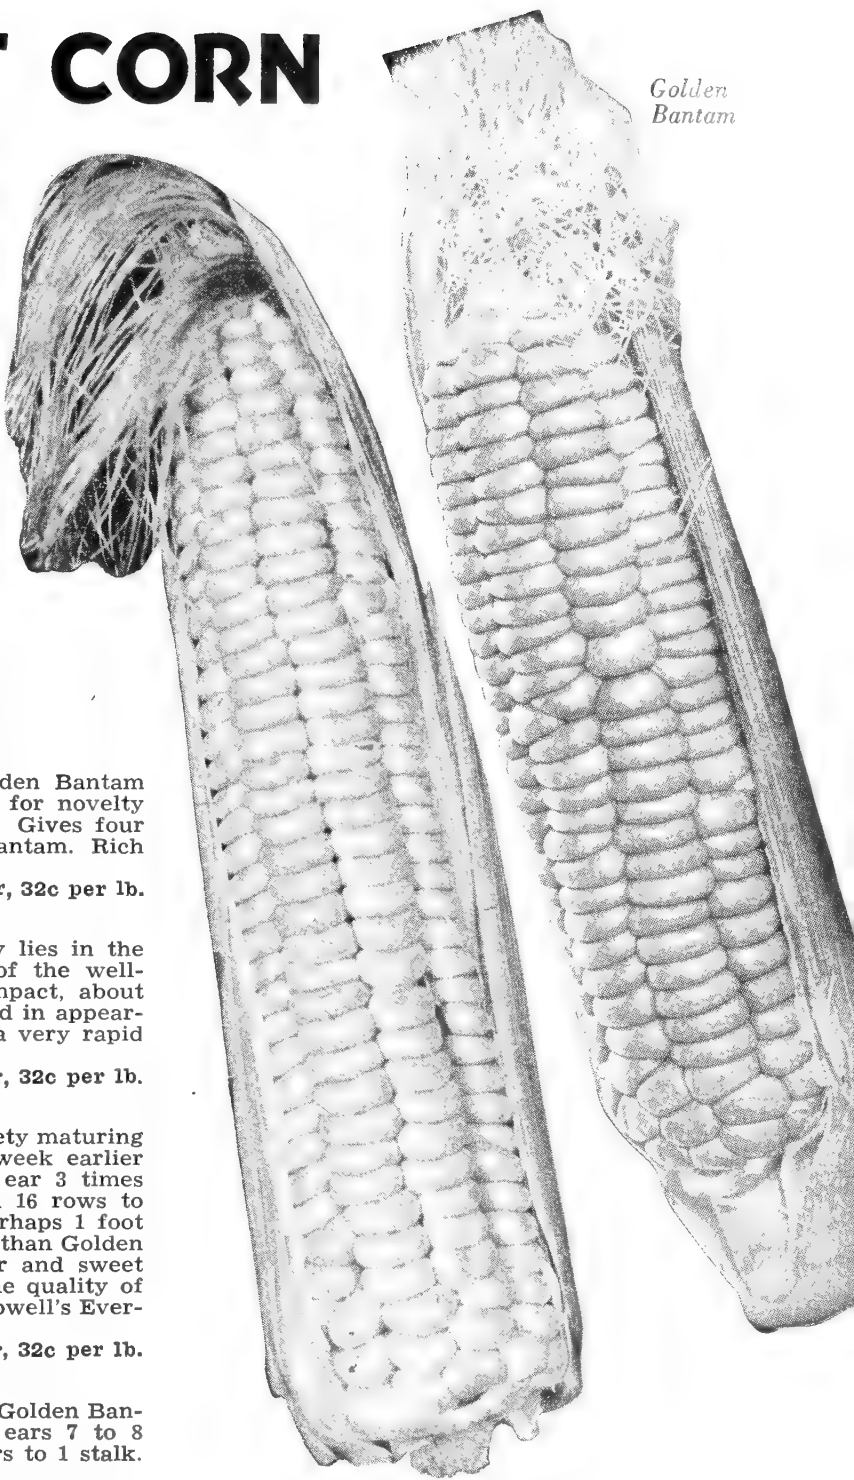 T CORN
Golden
Bantam
den Bantam
for novelty
Gives four
antam. Rich
r, 32c per lb.
y lies in the
of the well-
mpact, about
d in appear-
a very rapid
r, 32c per lb.
ety maturing
week earlier
ear 3 times
16 rows to
rhaps 1 foot
than Golden
r and sweet
e quality of
owell's Ever-
r, 32c per lb.
Golden Ban-
ears 7 to 8
rs to 1 stalk.